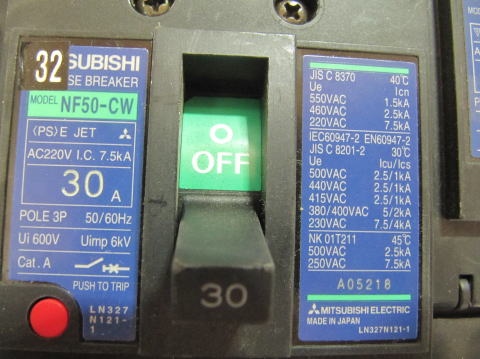 32
SUBISHI
SE BREAKER
MODEL NF50-CW
⟨PS⟩E JET
AC220V I.C. 7.5kA
30 A
POLE 3P 50/60Hz
Ui 600V Uimp 6kV
Cat. A
PUSH TO TRIP
LN327
N121-
1
O
OFF
30
JIS C 8370 40℃
Ue Icn
550VAC 1.5kA
460VAC 2.5kA
220VAC 7.5kA
IEC60947-2 EN60947-2
JIS C 8201-2 30℃
Ue Icu/Ics
500VAC 2.5/1kA
440VAC 2.5/1kA
415VAC 2.5/1kA
380/400VAC 5/2kA
230VAC 7.5/4kA
NK 01T211 45℃
500VAC 2.5kA
250VAC 7.5kA
A05218
MITSUBISHI ELECTRIC
MADE IN JAPAN LN327N121-1